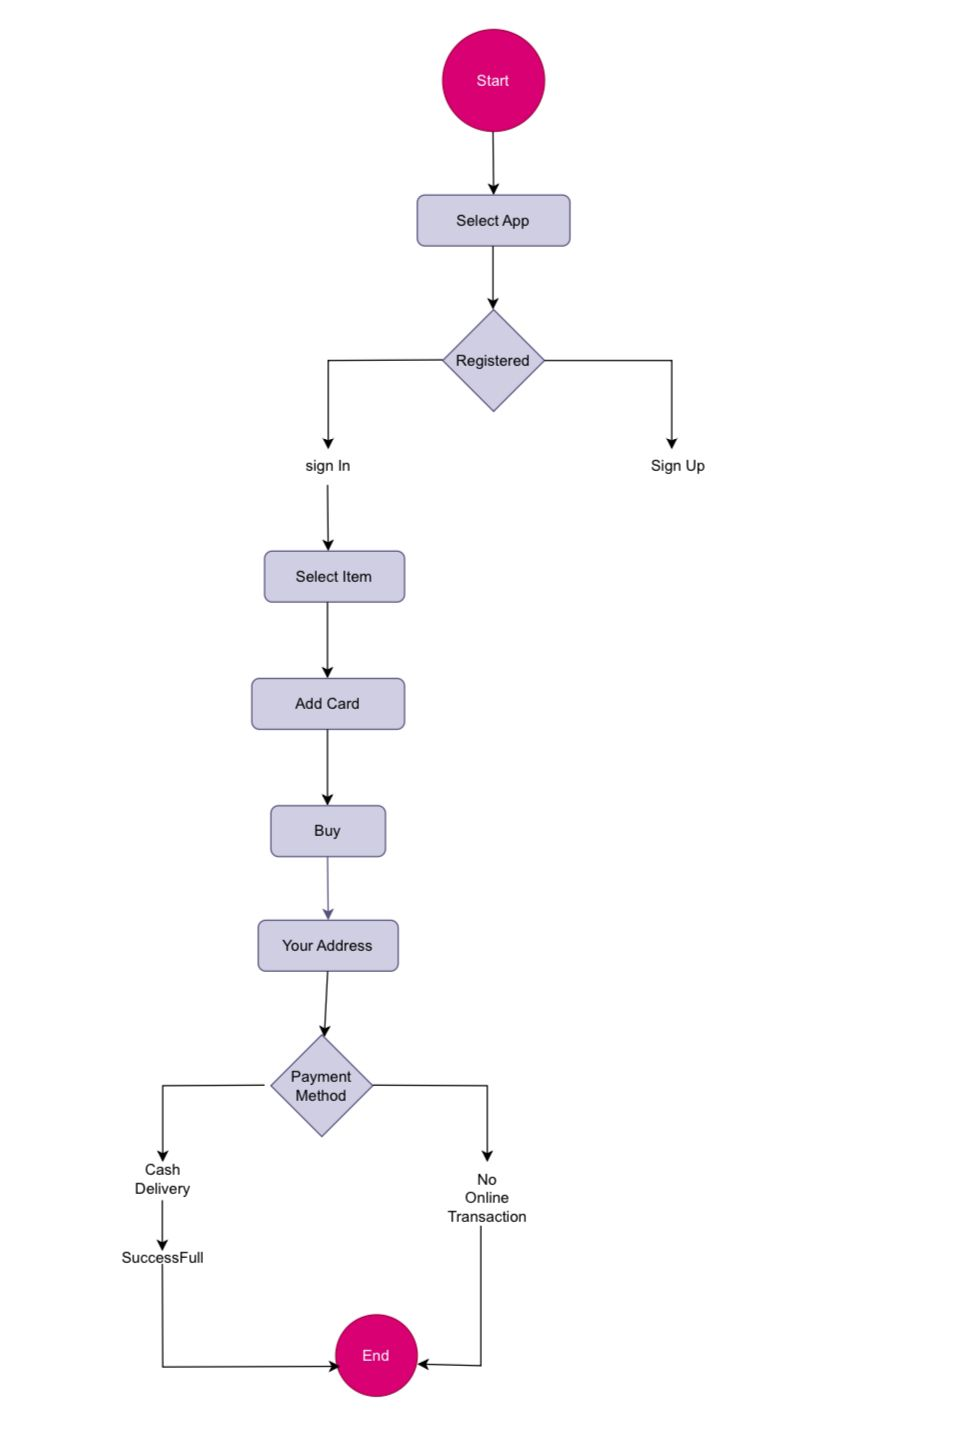 Start
Select App
Registered
sign In
Sign Up
Select Item
Add Card
Buy
Your Address
Payment
Method
Cash
Delivery
No
Online
Transaction
SuccessFull
End